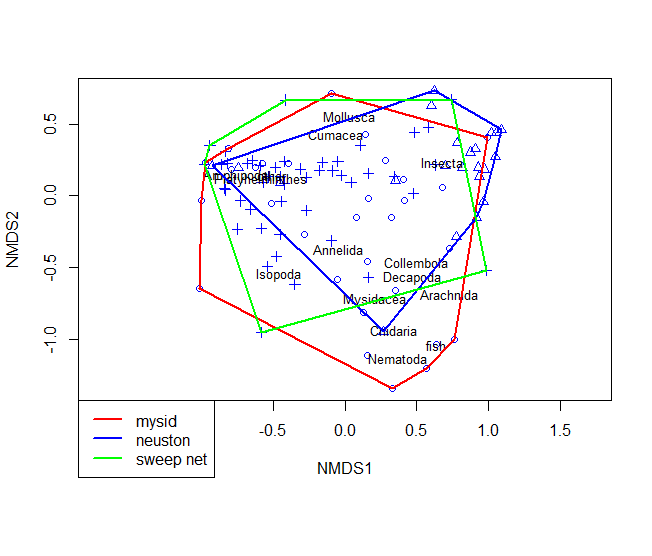 0.5
0.0
-0.5
-1.0
NMDS2
Mollusca
Cumacea
Insecta
Amphipoda
Annelida
Collembola
Isopoda
Decapoda
Mysidacea
Arachnida
Cnidaria
fish
Nematoda
-0.5
0.0
0.5
1.0
1.5
NMDS1
mysid
neuston
sweep net